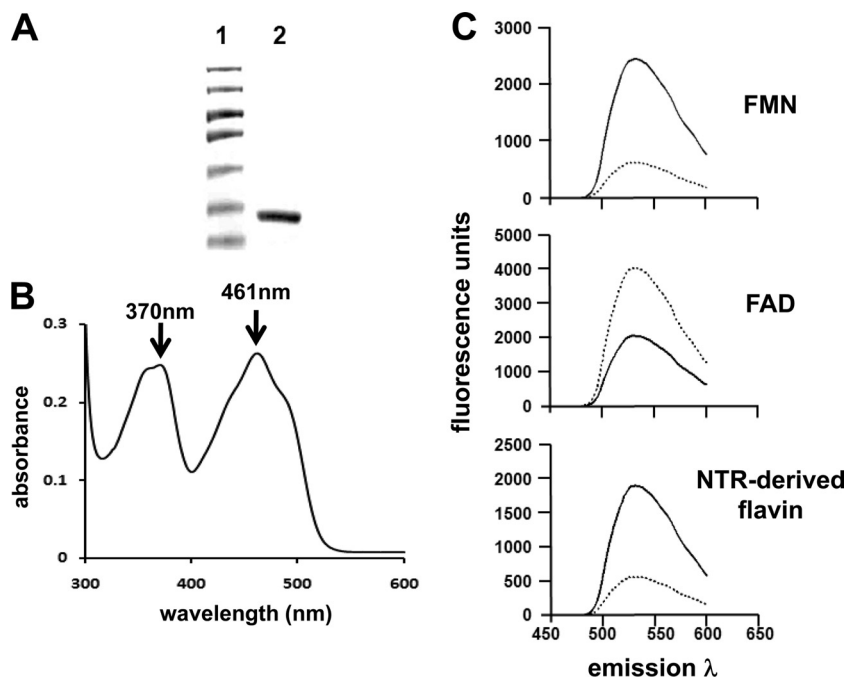 A
1 2
B
370nm
461nm
0.3
0.2
0.1
0
absorbance
300 400 500 600
wavelength (nm)
C
3000
2000
1000
0
FMN
5000
4000
3000
2000
1000
0
FAD
2500
2000
1500
1000
500
0
NTR-derived
flavin
450 500 550 600 650
fluorescence units
emission λ